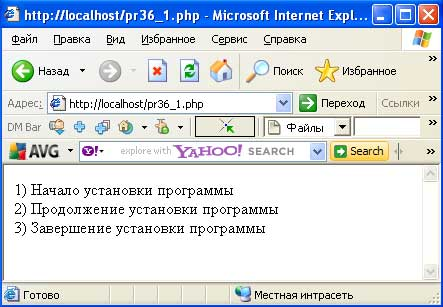 http://localhost/pr36_1.php - Microsoft Internet Expl...
Файл Правка Вид Избранное Сервис Справка »
Назад Поиск Избранное »
Адрес: http://localhost/pr36_1.php Переход Ссылки »
DM Bar Файлы »
AVG Y! explore with YAHOO! SEARCH Search »
1) Начало установки программы
2) Продолжение установки программы
3) Завершение установки программы
Готово Местная интрасеть